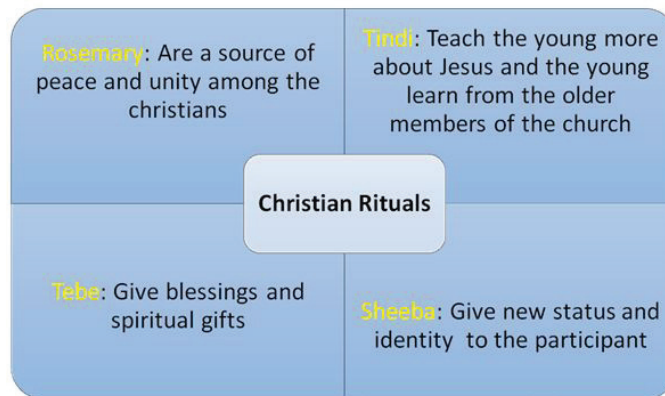 Rosemary: Are a source of
peace and unity among the
christians
Tindi: Teach the young more
about Jesus and the young
learn from the older
members of the church
Christian Rituals
Tebe: Give blessings and
spiritual gifts
Sheeba: Give new status and
identity to the participant